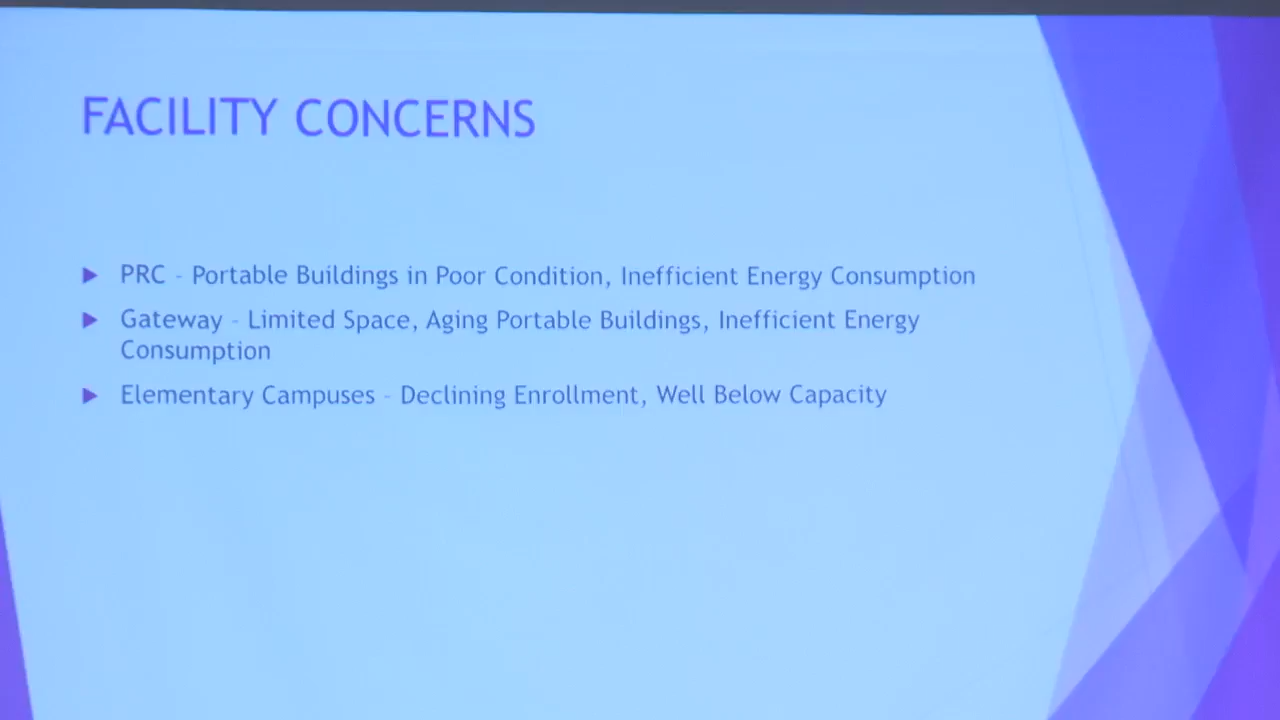 FACILITY CONCERNS
PRC - Portable Buildings in Poor Condition, Inefficient Energy Consumption
Gateway - Limited Space, Aging Portable Buildings, Inefficient Energy
Consumption
Elementary Campuses - Declining Enrollment, Well Below Capacity